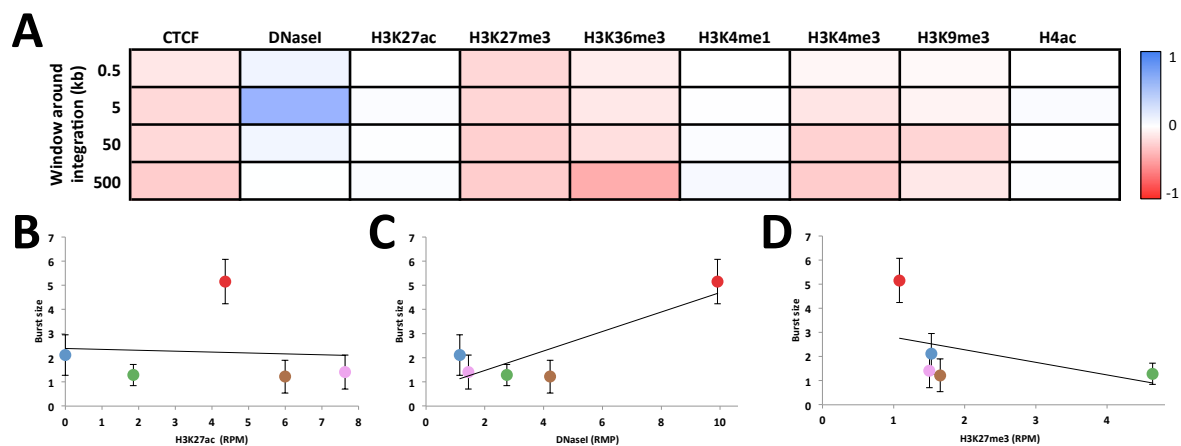 A
CTCF DNaseI H3K27ac H3K27me3 H3K36me3 H3K4me1 H3K4me3 H3K9me3 H4ac
Window around
integration (kb)
0.5
5
50
500
1
0
-1
B
Burst size
7
6
5
4
3
2
1
0
0 1 2 3 4 5 6 7 8
H3K27ac (RPM)
C
Burst size
7
6
5
4
3
2
1
0
0 2 4 6 8 10
DNaseI (RMP)
D
Burst size
7
6
5
4
3
2
1
0
0 1 2 3 4
H3K27me3 (RPM)